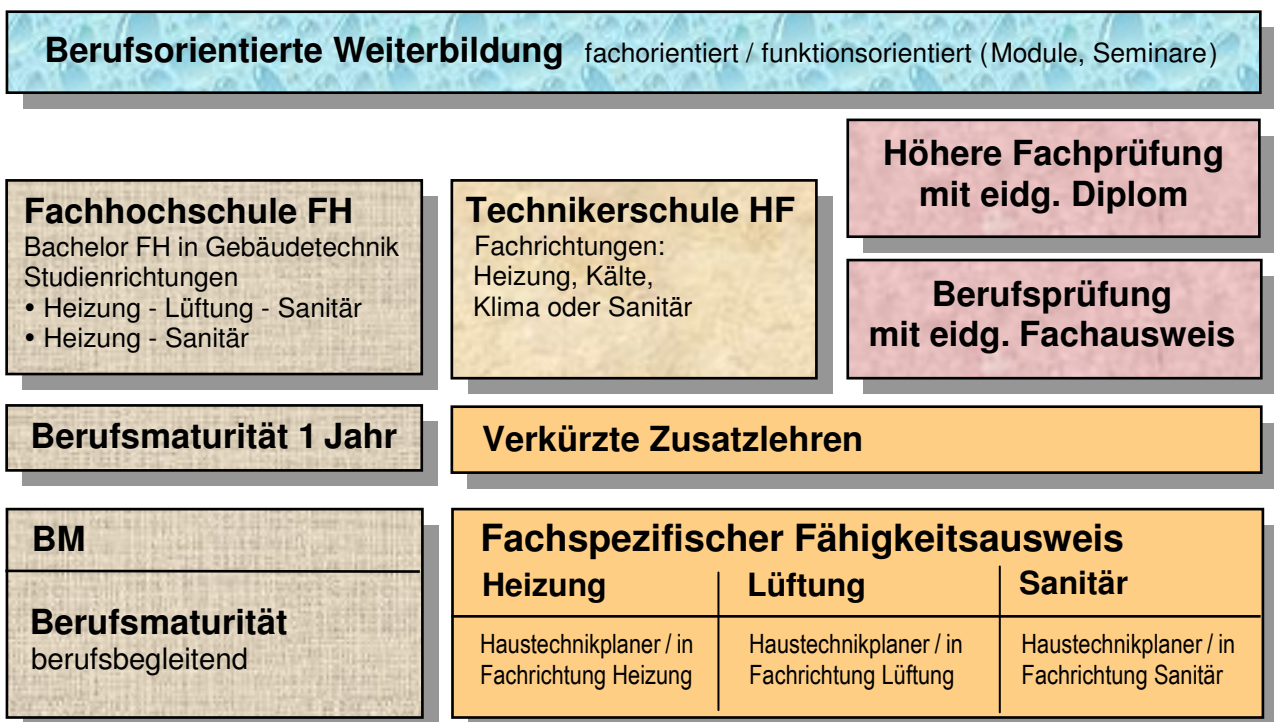 Berufsorientierte Weiterbildung fachorientiert / funktionsorientiert (Module, Seminare)
Höhere Fachprüfung
mit eidg. Diplom
Fachhochschule FH
Bachelor FH in Gebäudetechnik
Studienrichtungen
• Heizung - Lüftung - Sanitär
• Heizung - Sanitär
Technikerschule HF
Fachrichtungen:
Heizung, Kälte,
Klima oder Sanitär
Berufsprüfung
mit eidg. Fachausweis
Berufsmaturität 1 Jahr
Verkürzte Zusatzlehren
BM
Berufsmaturität
berufsbegleitend
Fachspezifischer Fähigkeitsausweis
Heizung
Lüftung
Sanitär
Haustechnikplaner / in
Fachrichtung Heizung
Haustechnikplaner / in
Fachrichtung Lüftung
Haustechnikplaner / in
Fachrichtung Sanitär